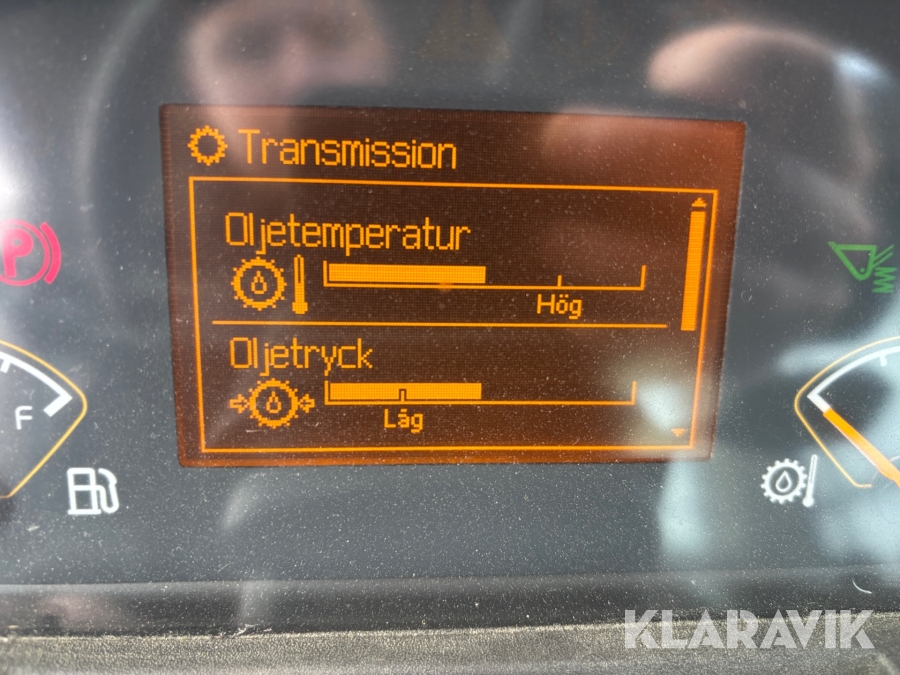 Transmission
Oljetemperatur
Hög
Oljetryck
Låg
P
F
KLARAVIK